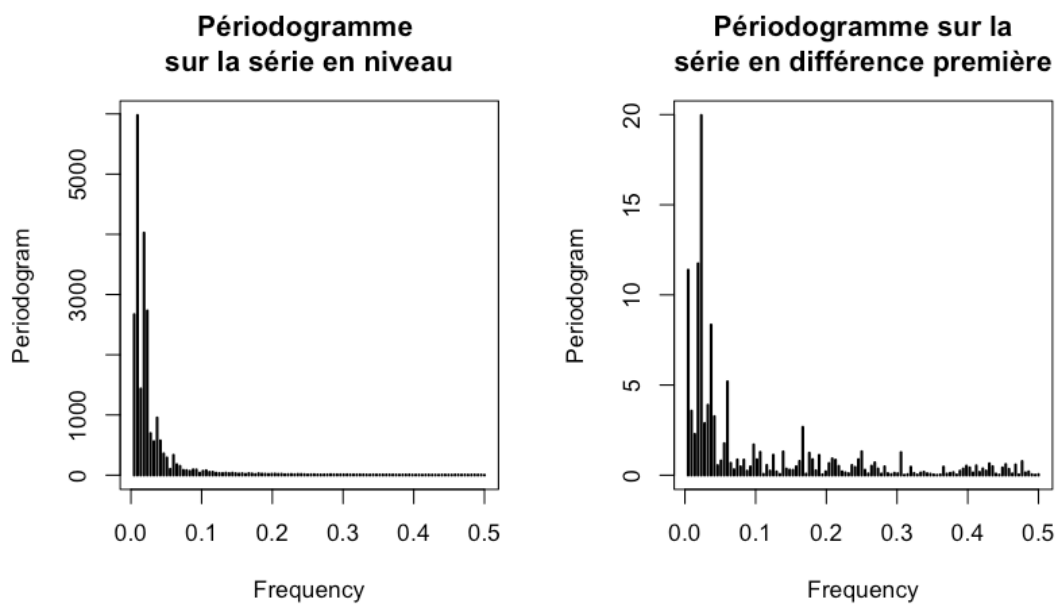 Périodogramme
sur la série en niveau
Periodogram
0 1000 3000 5000
0.0 0.1 0.2 0.3 0.4 0.5
Frequency
Périodogramme sur la
série en différence première
Periodogram
0 5 10 15 20
0.0 0.1 0.2 0.3 0.4 0.5
Frequency